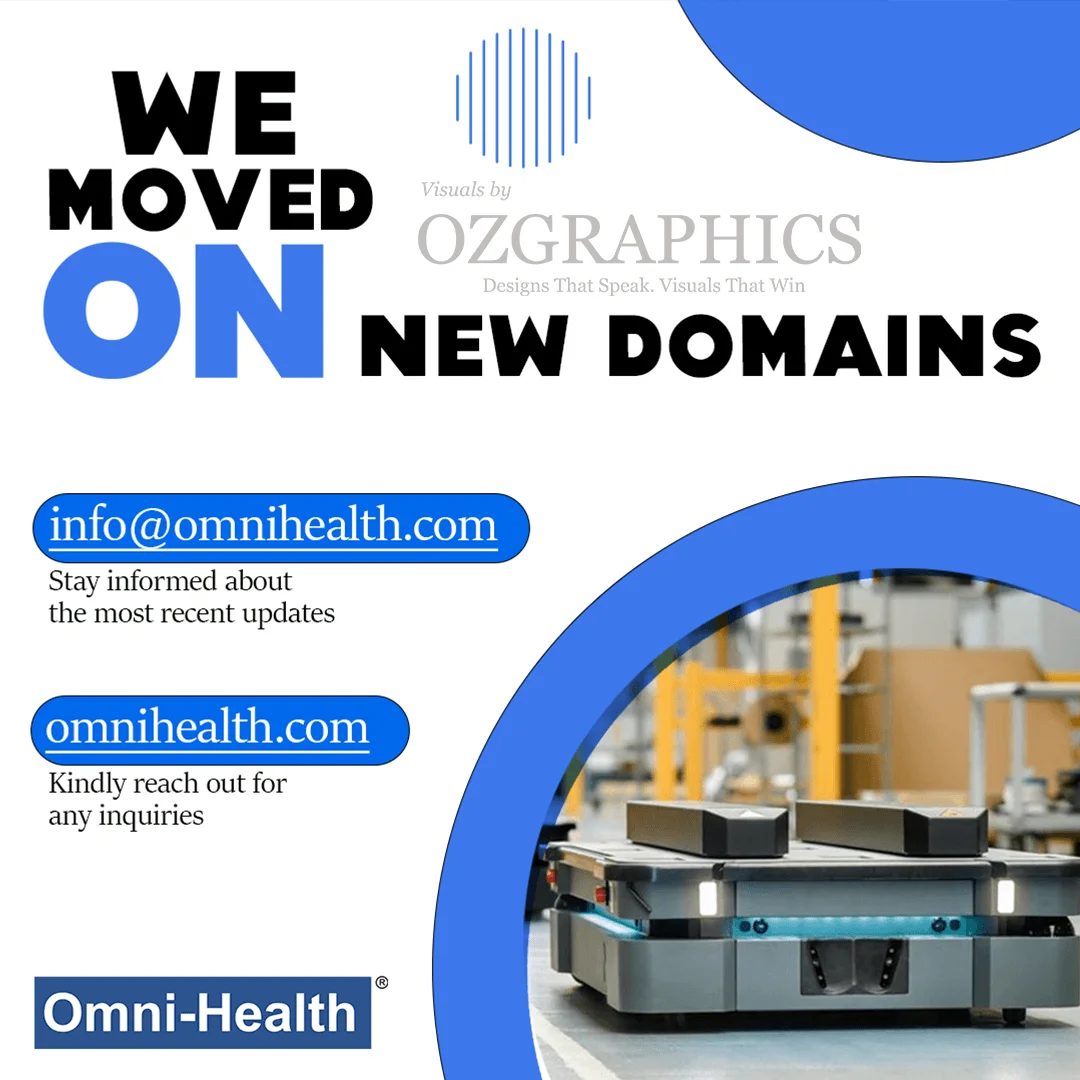 WE
MOVED
ON NEW DOMAINS
Visuals by
OZGRAPHICS
Designs That Speak. Visuals That Win
info@omnihealth.com
Stay informed about
the most recent updates
omnihealth.com
Kindly reach out for
any inquiries
Omni-Health®